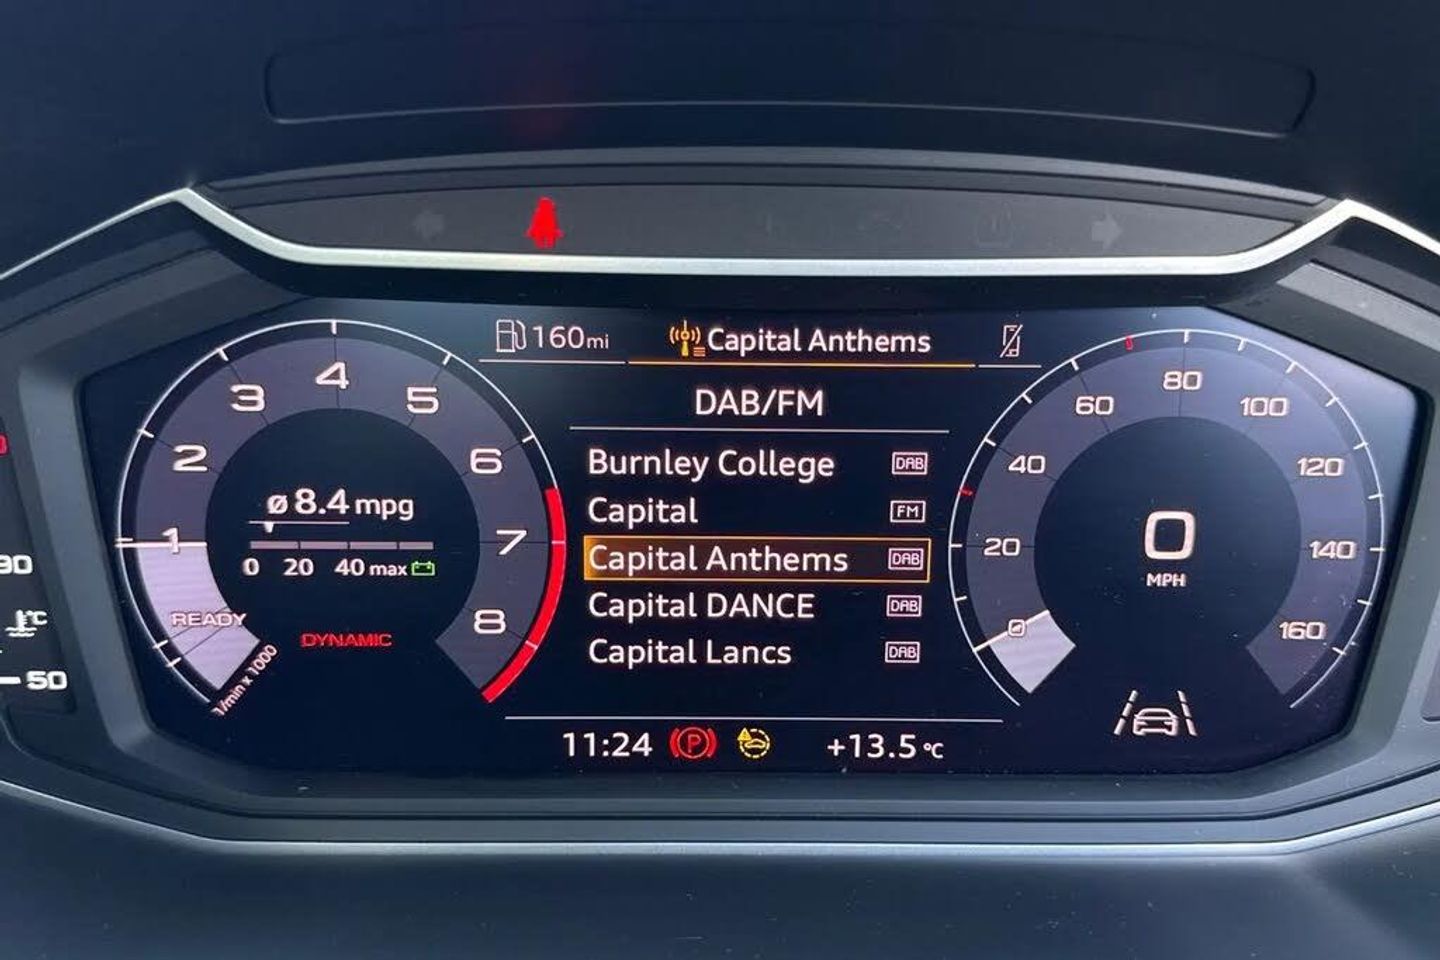 160mi
Capital Anthems
DAB/FM
Burnley College DAB
Capital FM
Capital Anthems DAB
Capital DANCE DAB
Capital Lancs DAB
11:24 P +13.5 °C
1 2 3 4 5 6 7 8
ø 8.4 mpg
0 20 40 max
READY
DYNAMIC
1/min x 1000
0 20 40 60 80 100 120 140 160
0
MPH
90
°C
50